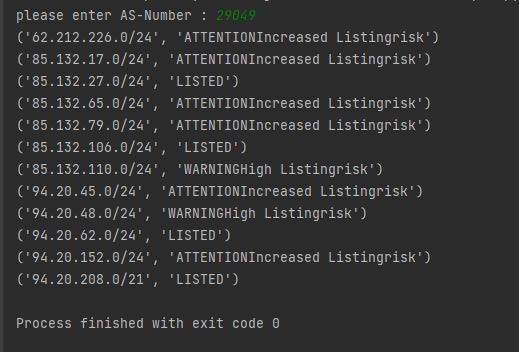 please enter AS-Number : 29049
('62.212.226.0/24', 'ATTENTIONIncreased Listingrisk')
('85.132.17.0/24', 'ATTENTIONIncreased Listingrisk')
('85.132.27.0/24', 'LISTED')
('85.132.65.0/24', 'ATTENTIONIncreased Listingrisk')
('85.132.79.0/24', 'ATTENTIONIncreased Listingrisk')
('85.132.106.0/24', 'LISTED')
('85.132.110.0/24', 'WARNINGHigh Listingrisk')
('94.20.45.0/24', 'ATTENTIONIncreased Listingrisk')
('94.20.48.0/24', 'WARNINGHigh Listingrisk')
('94.20.62.0/24', 'LISTED')
('94.20.152.0/24', 'ATTENTIONIncreased Listingrisk')
('94.20.208.0/21', 'LISTED')
Process finished with exit code 0